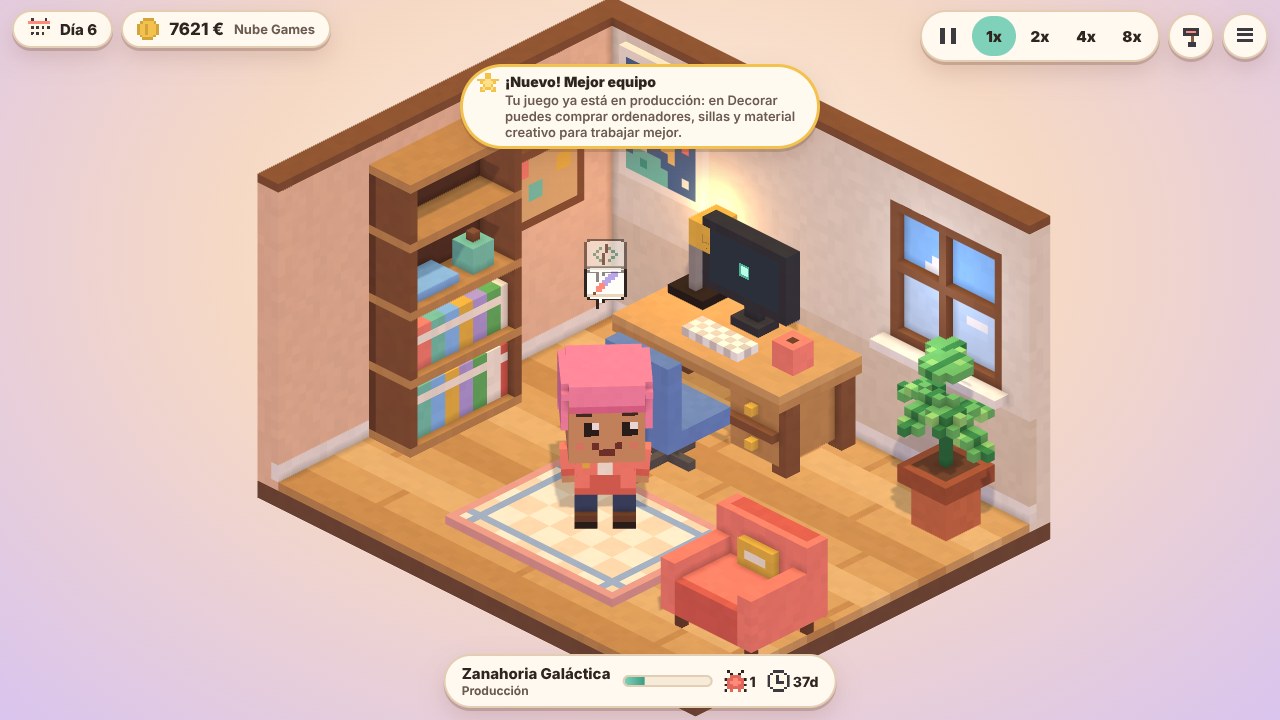 Día 6
7621 € Nube Games
1x 2x 4x 8x
¡Nuevo! Mejor equipo
Tu juego ya está en producción: en Decorar
puedes comprar ordenadores, sillas y material
creativo para trabajar mejor.
Zanahoria Galáctica
Producción
1 37d